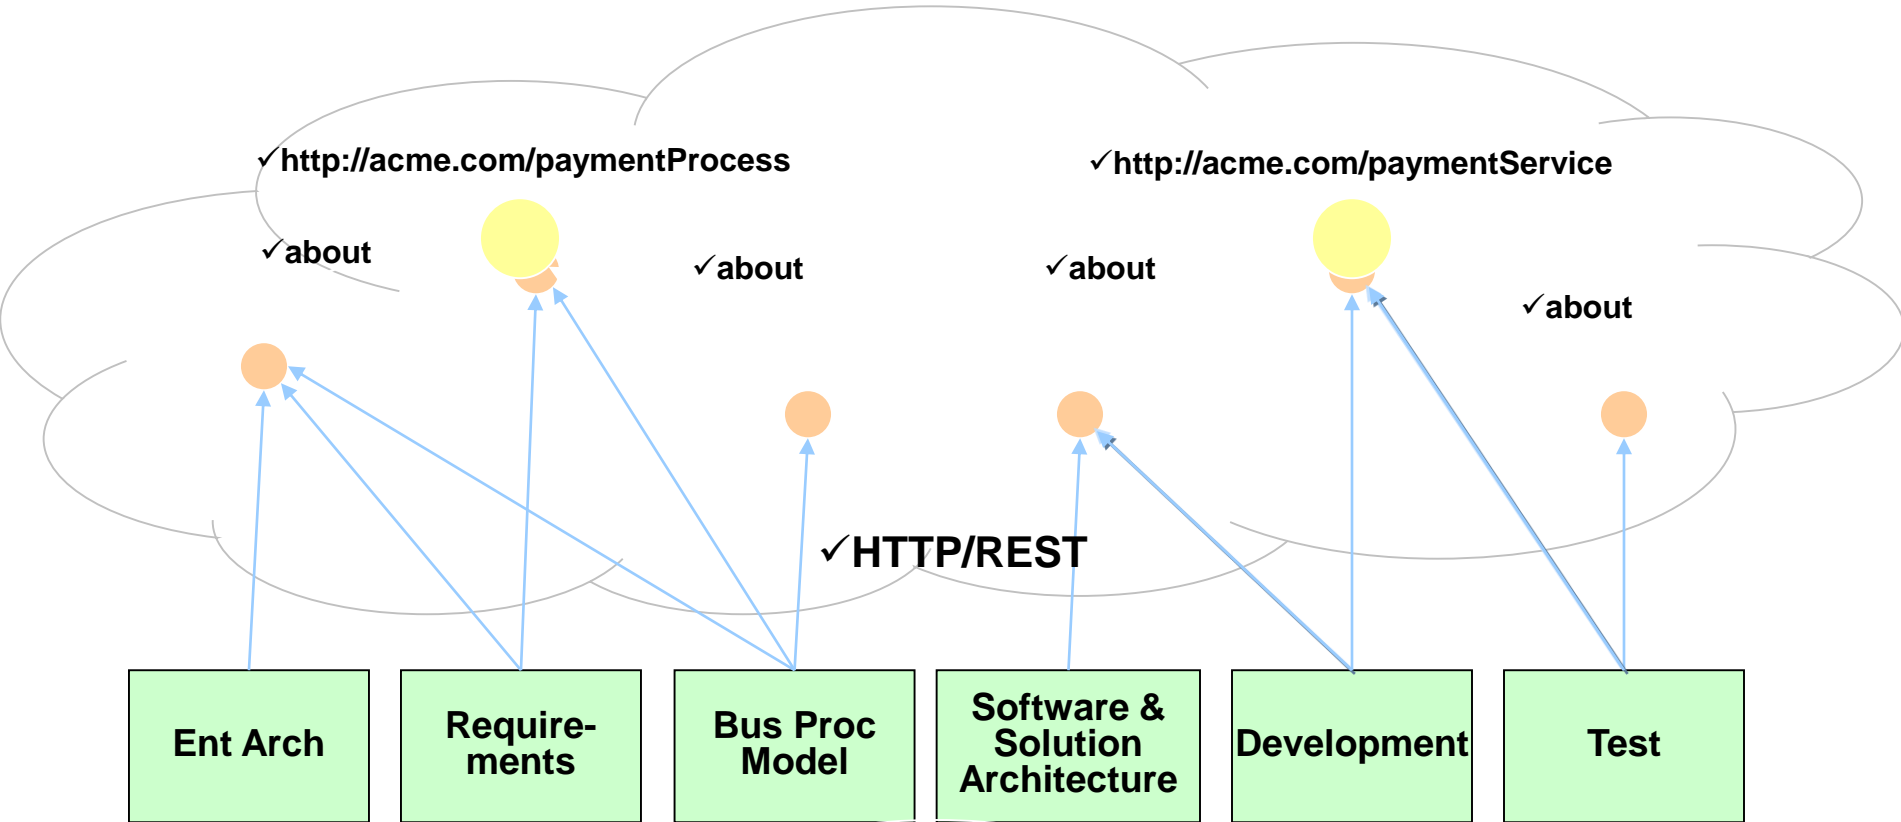 ✓http://acme.com/paymentProcess
✓http://acme.com/paymentService
✓about
✓about
✓about
✓about
✓HTTP/REST
Ent Arch
Require-
ments
Bus Proc
Model
Software &
Solution
Architecture
Development
Test